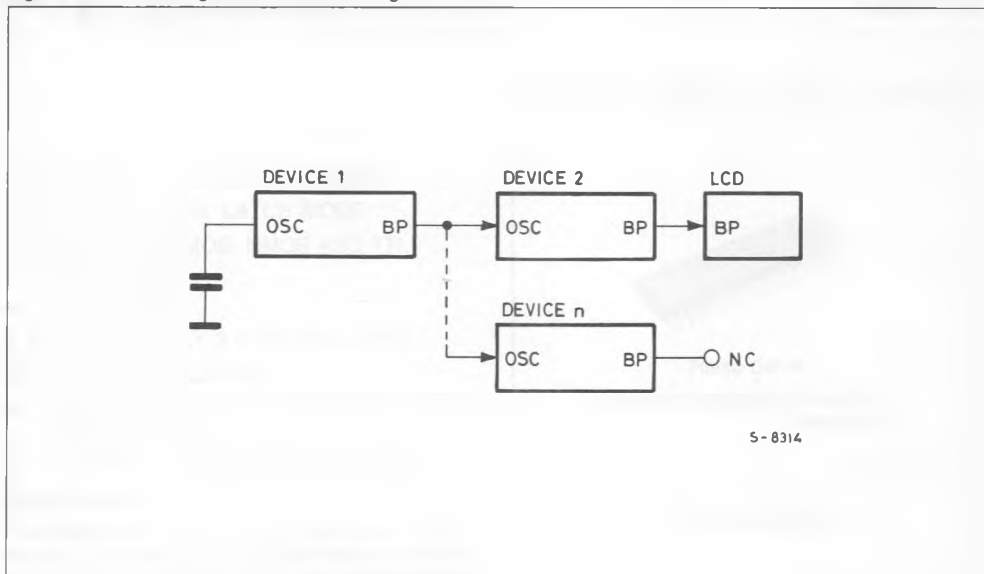 DEVICE 1
OSC BP
DEVICE 2
OSC BP
LCD
BP
DEVICE n
OSC BP
NC
S-8314